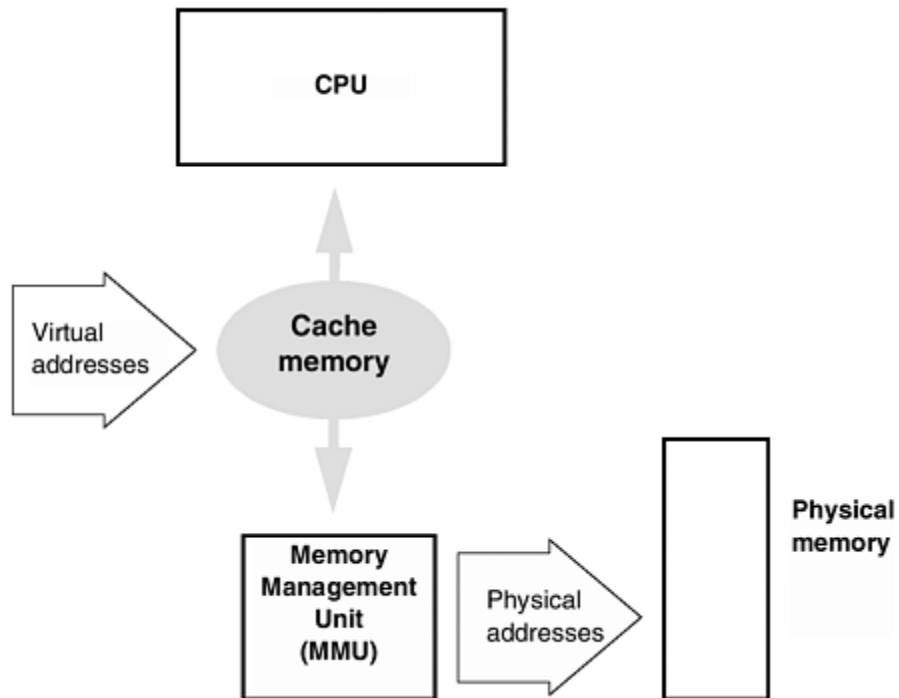 CPU
Virtual
addresses
Cache
memory
Memory
Management
Unit
(MMU)
Physical
addresses
Physical
memory